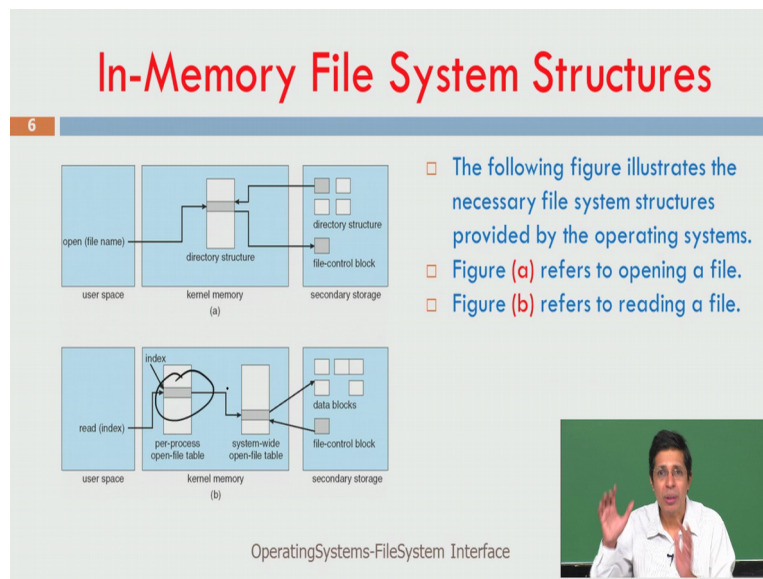 In-Memory File System Structures
6
open (file name)
directory structure
directory structure
file-control block
user space
kernel memory
secondary storage
(a)
index
read (index)
per-process
open-file table
system-wide
open-file table
data blocks
file-control block
user space
kernel memory
secondary storage
(b)
The following figure illustrates the
necessary file system structures
provided by the operating systems.
Figure (a) refers to opening a file.
Figure (b) refers to reading a file.
OperatingSystems-FileSystem Interface